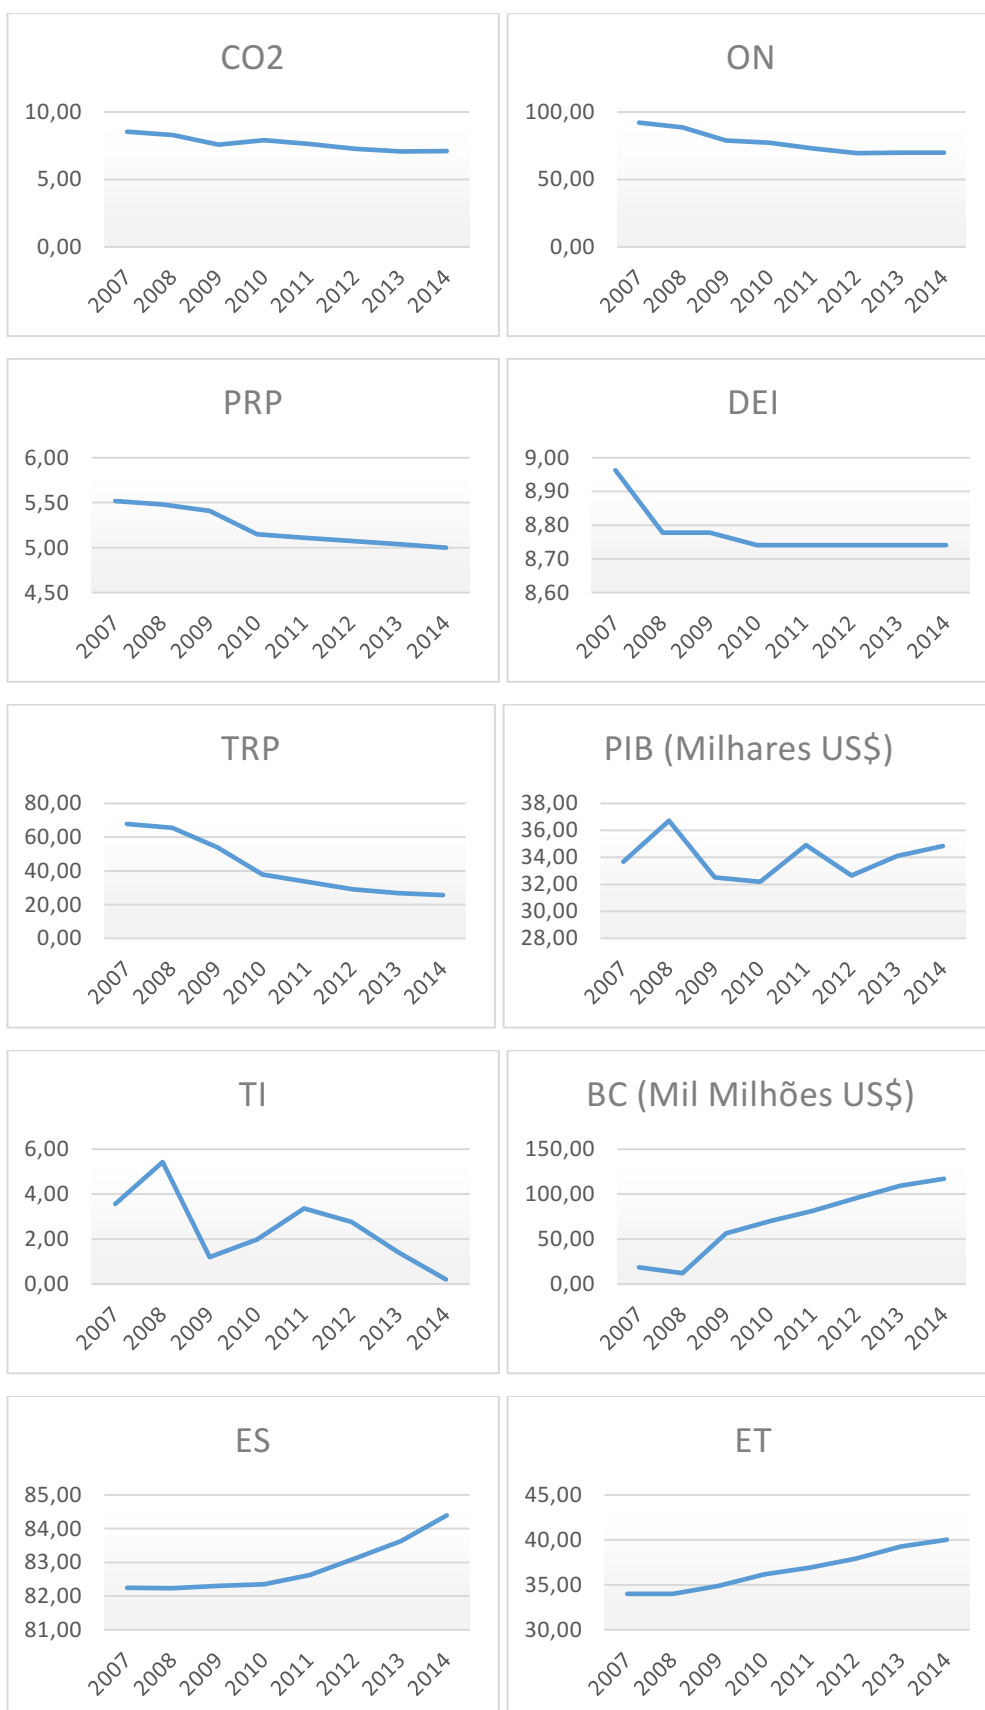 CO2
10,00
5,00
0,00
2007 2008 2009 2010 2011 2012 2013 2014
ON
100,00
50,00
0,00
2007 2008 2009 2010 2011 2012 2013 2014
PRP
6,00
5,50
5,00
4,50
2007 2008 2009 2010 2011 2012 2013 2014
DEI
9,00
8,90
8,80
8,70
8,60
2007 2008 2009 2010 2011 2012 2013 2014
TRP
80,00
60,00
40,00
20,00
0,00
2007 2008 2009 2010 2011 2012 2013 2014
PIB (Milhares US$)
38,00
36,00
34,00
32,00
30,00
28,00
2007 2008 2009 2010 2011 2012 2013 2014
TI
6,00
4,00
2,00
0,00
2007 2008 2009 2010 2011 2012 2013 2014
BC (Mil Milhões US$)
150,00
100,00
50,00
0,00
2007 2008 2009 2010 2011 2012 2013 2014
ES
85,00
84,00
83,00
82,00
81,00
2007 2008 2009 2010 2011 2012 2013 2014
ET
45,00
40,00
35,00
30,00
2007 2008 2009 2010 2011 2012 2013 2014